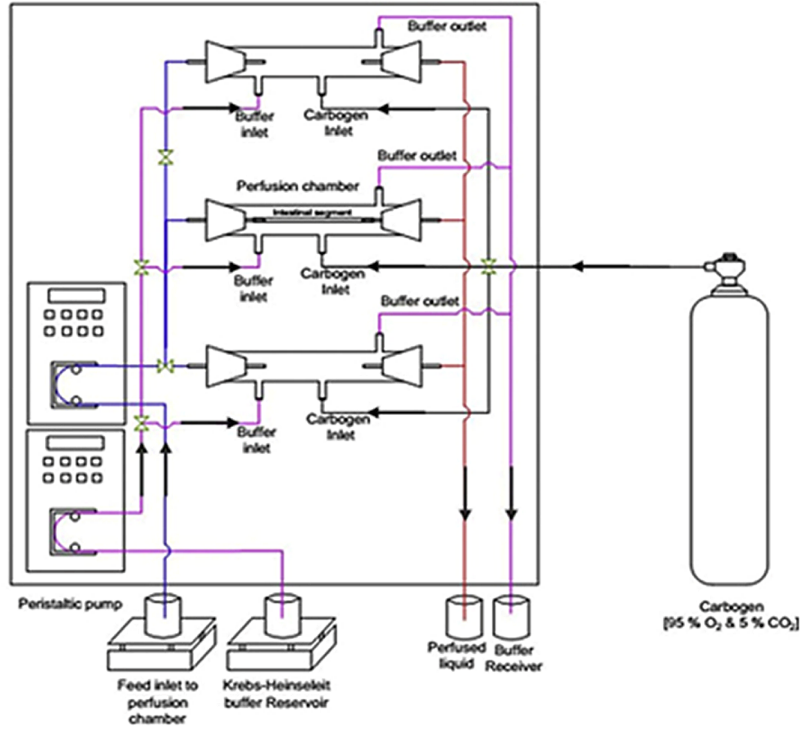 Buffer outlet
Buffer
inlet
Carbogen
Inlet
Buffer outlet
Perfusion chamber
Intestinal segment
Buffer
inlet
Carbogen
Inlet
Buffer outlet
Buffer
inlet
Carbogen
Inlet
Peristaltic pump
Feed inlet to
perfusion
chamber
Krebs-Heinseleit
buffer Reservoir
Perfused
liquid
Buffer
Receiver
Carbogen
[95 % O₂ & 5 % CO₂]